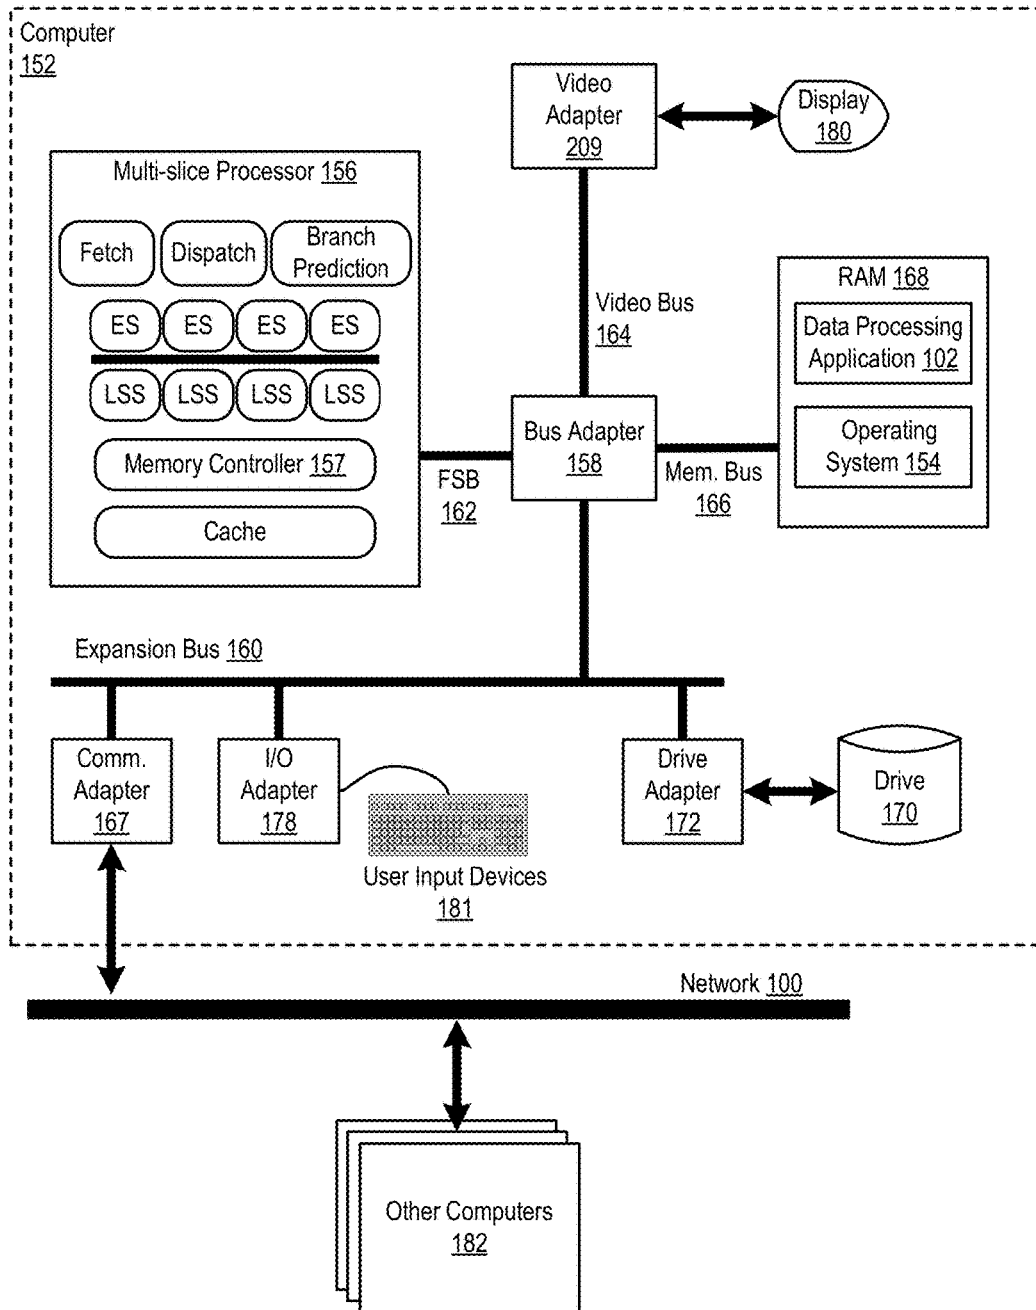 Computer
152
Video
Adapter
209
Display
180
Multi-slice Processor 156
Fetch
Dispatch
Branch
Prediction
ES
ES
ES
ES
LSS
LSS
LSS
LSS
Memory Controller 157
Cache
Video Bus
164
RAM 168
Data Processing
Application 102
Operating
System 154
Bus Adapter
158
FSB
162
Mem. Bus
166
Expansion Bus 160
Comm.
Adapter
167
I/O
Adapter
178
User Input Devices
181
Drive
Adapter
172
Drive
170
Network 100
Other Computers
182